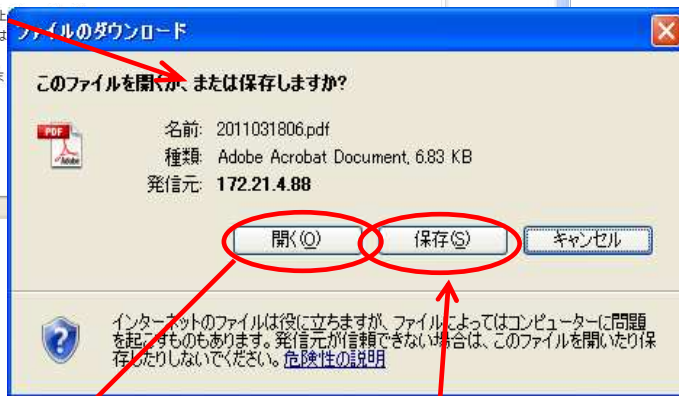 ファイルのダウンロード
このファイルを開くか、または保存しますか?
PDF
Adobe
名前: 2011031806.pdf
種類: Adobe Acrobat Document, 6.83 KB
発信元: 172.21.4.88
開く(O) 保存(S) キャンセル
インターネットのファイルは役に立ちますが、ファイルによってはコンピューターに問題
を起こすものもあります。発信元が信頼できない場合は、このファイルを開いたり保
存したりしないでください。危険性の説明